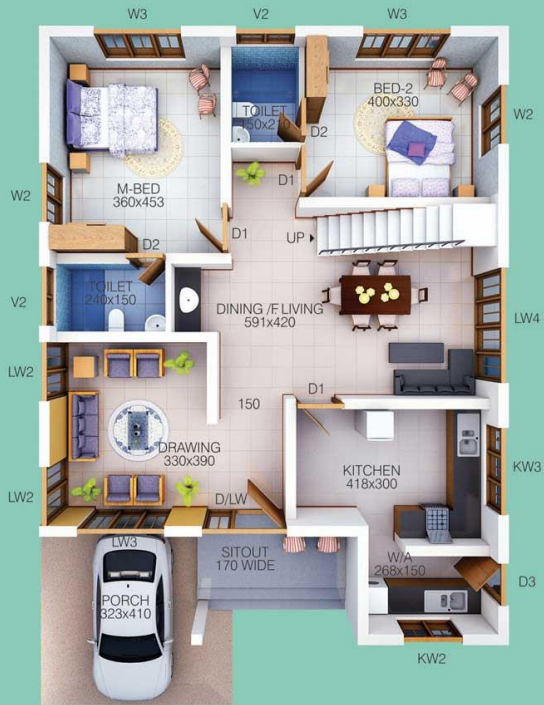 W3
V2
W3
TOILET
BED-2
400x330
W2
D2
W2
M-BED
360x453
D1
D1
UP
D2
TOILET
240x150
V2
DINING /F LIVING
591x420
LW4
LW2
D1
150
DRAWING
330x390
KITCHEN
418x300
KW3
LW2
D/LW
LW3
SITOUT
170 WIDE
W/A
268x150
D3
PORCH
323x410
KW2